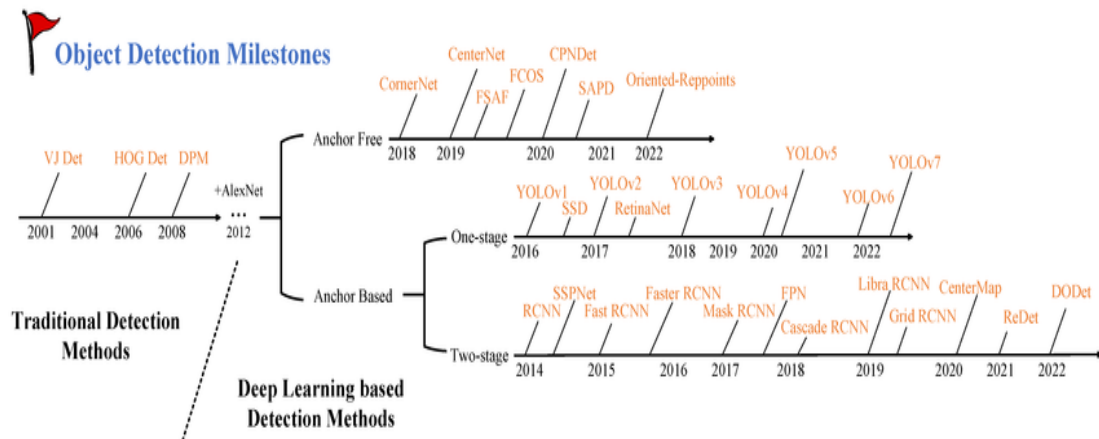 Object Detection Milestones
CornerNet
CenterNet
FSAF
FCOS
CPNDet
SAPD
Oriented-Reppoints
Anchor Free
2018 2019 2020 2021 2022
VJ Det HOG Det DPM
+AlexNet
...
2001 2004 2006 2008 2012
YOLOv1
SSD
YOLOv2
RetinaNet
YOLOv3
YOLOv4
YOLOv5
YOLOv6
YOLOv7
One-stage
2016 2017 2018 2019 2020 2021 2022
Anchor Based
RCNN
SSPNet
Fast RCNN
Faster RCNN
Mask RCNN
FPN
Cascade RCNN
Libra RCNN
Grid RCNN
CenterMap
ReDet
DODet
Two-stage
2014 2015 2016 2017 2018 2019 2020 2021 2022
Traditional Detection
Methods
Deep Learning based
Detection Methods